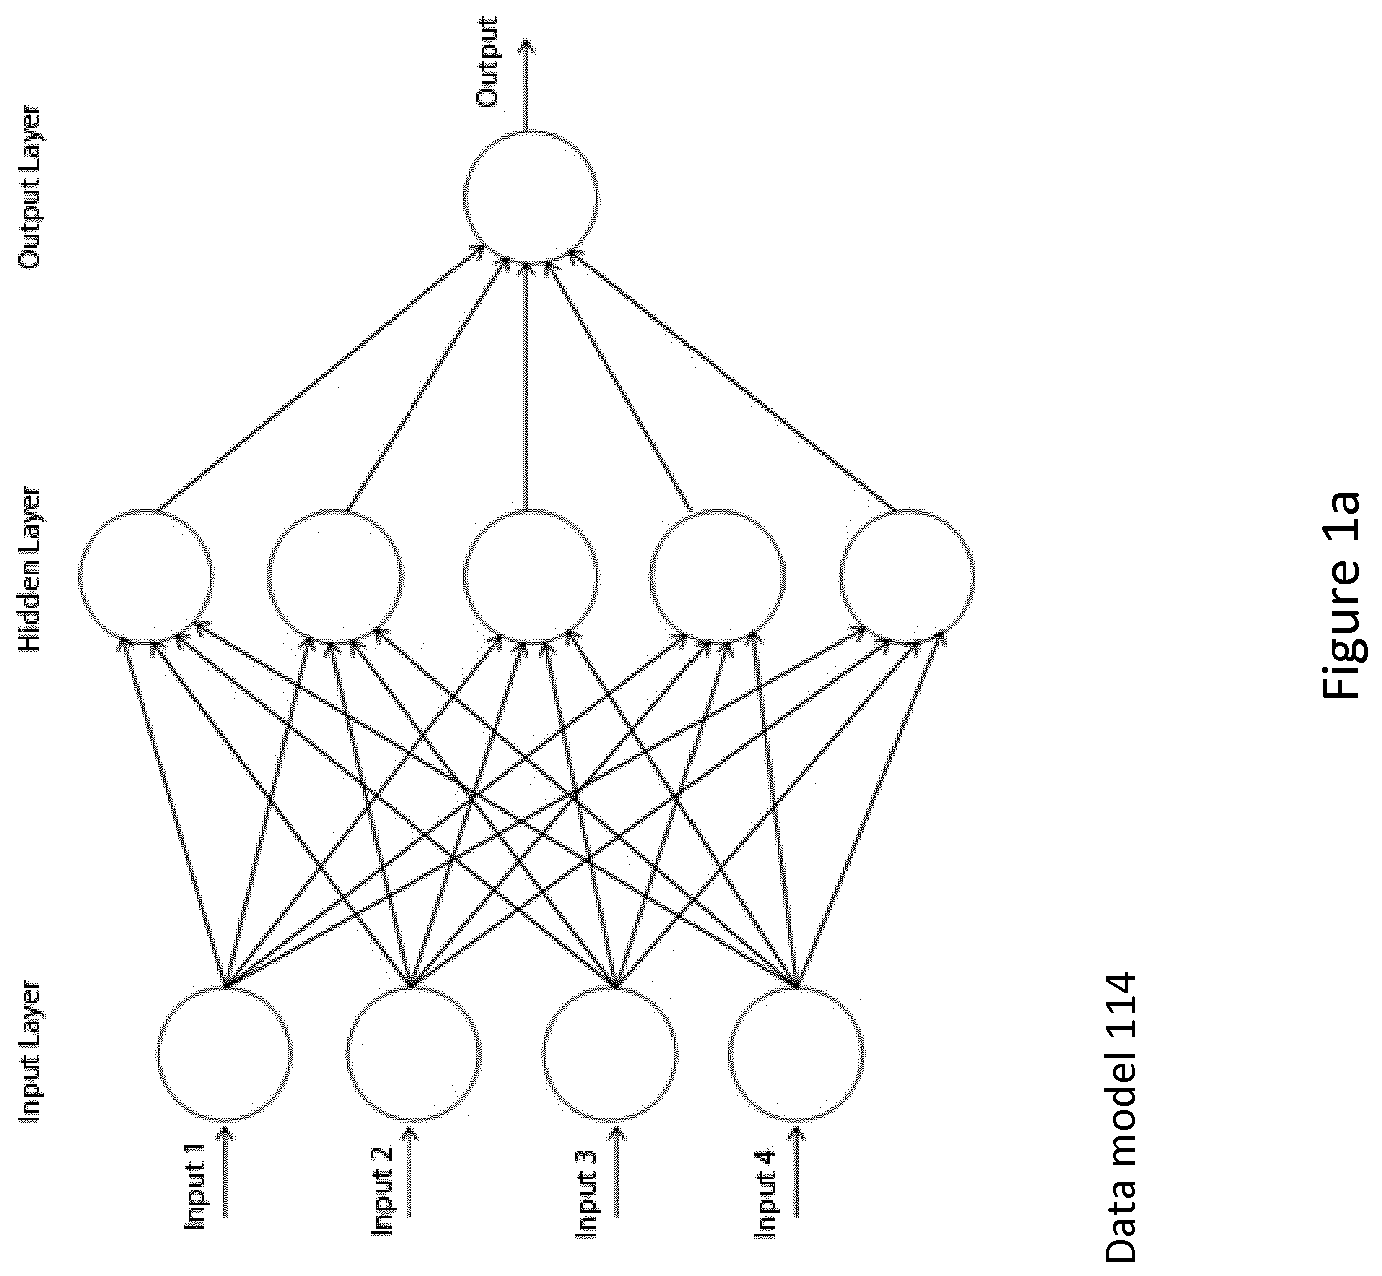 Input Layer
Hidden Layer
Output Layer
Input 1
Input 2
Input 3
Input 4
Output
Data model 114
Figure 1a